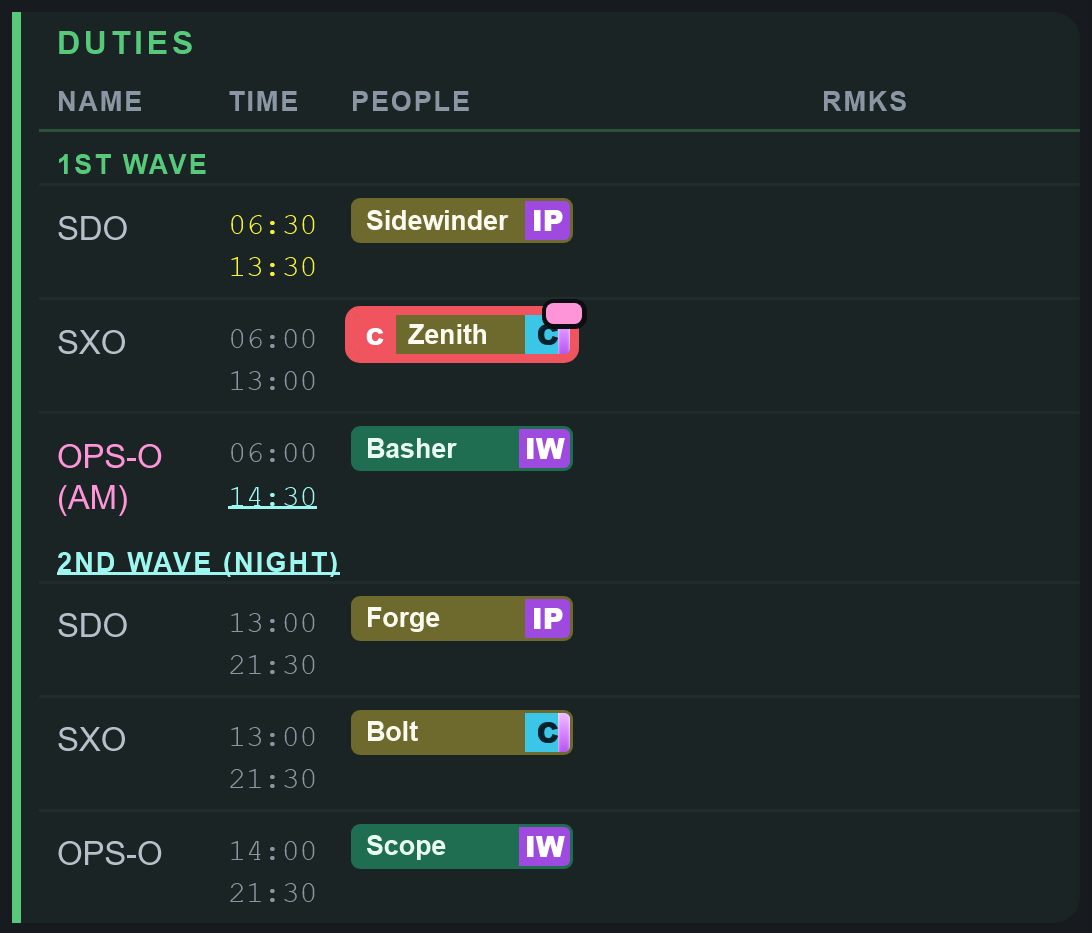 DUTIES
NAME TIME PEOPLE RMKS
1ST WAVE
SDO 06:30 Sidewinder IP
13:30
SXO 06:00 c Zenith C
13:00
OPS-O 06:00 Basher IW
(AM) 14:30
2ND WAVE (NIGHT)
SDO 13:00 Forge IP
21:30
SXO 13:00 Bolt C
21:30
OPS-O 14:00 Scope IW
21:30